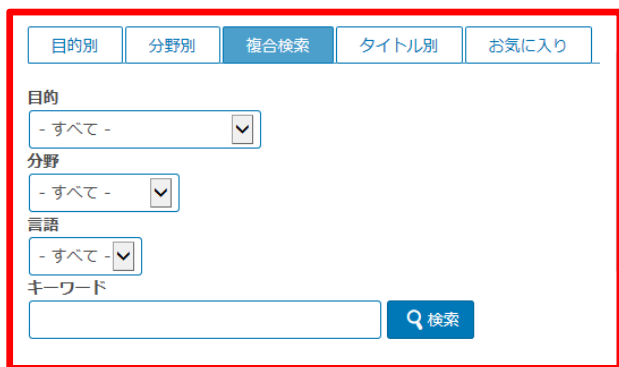 目的別 分野別 複合検索 タイトル別 お気に入り
目的
- すべて -
分野
- すべて -
言語
- すべて -
キーワード
検索